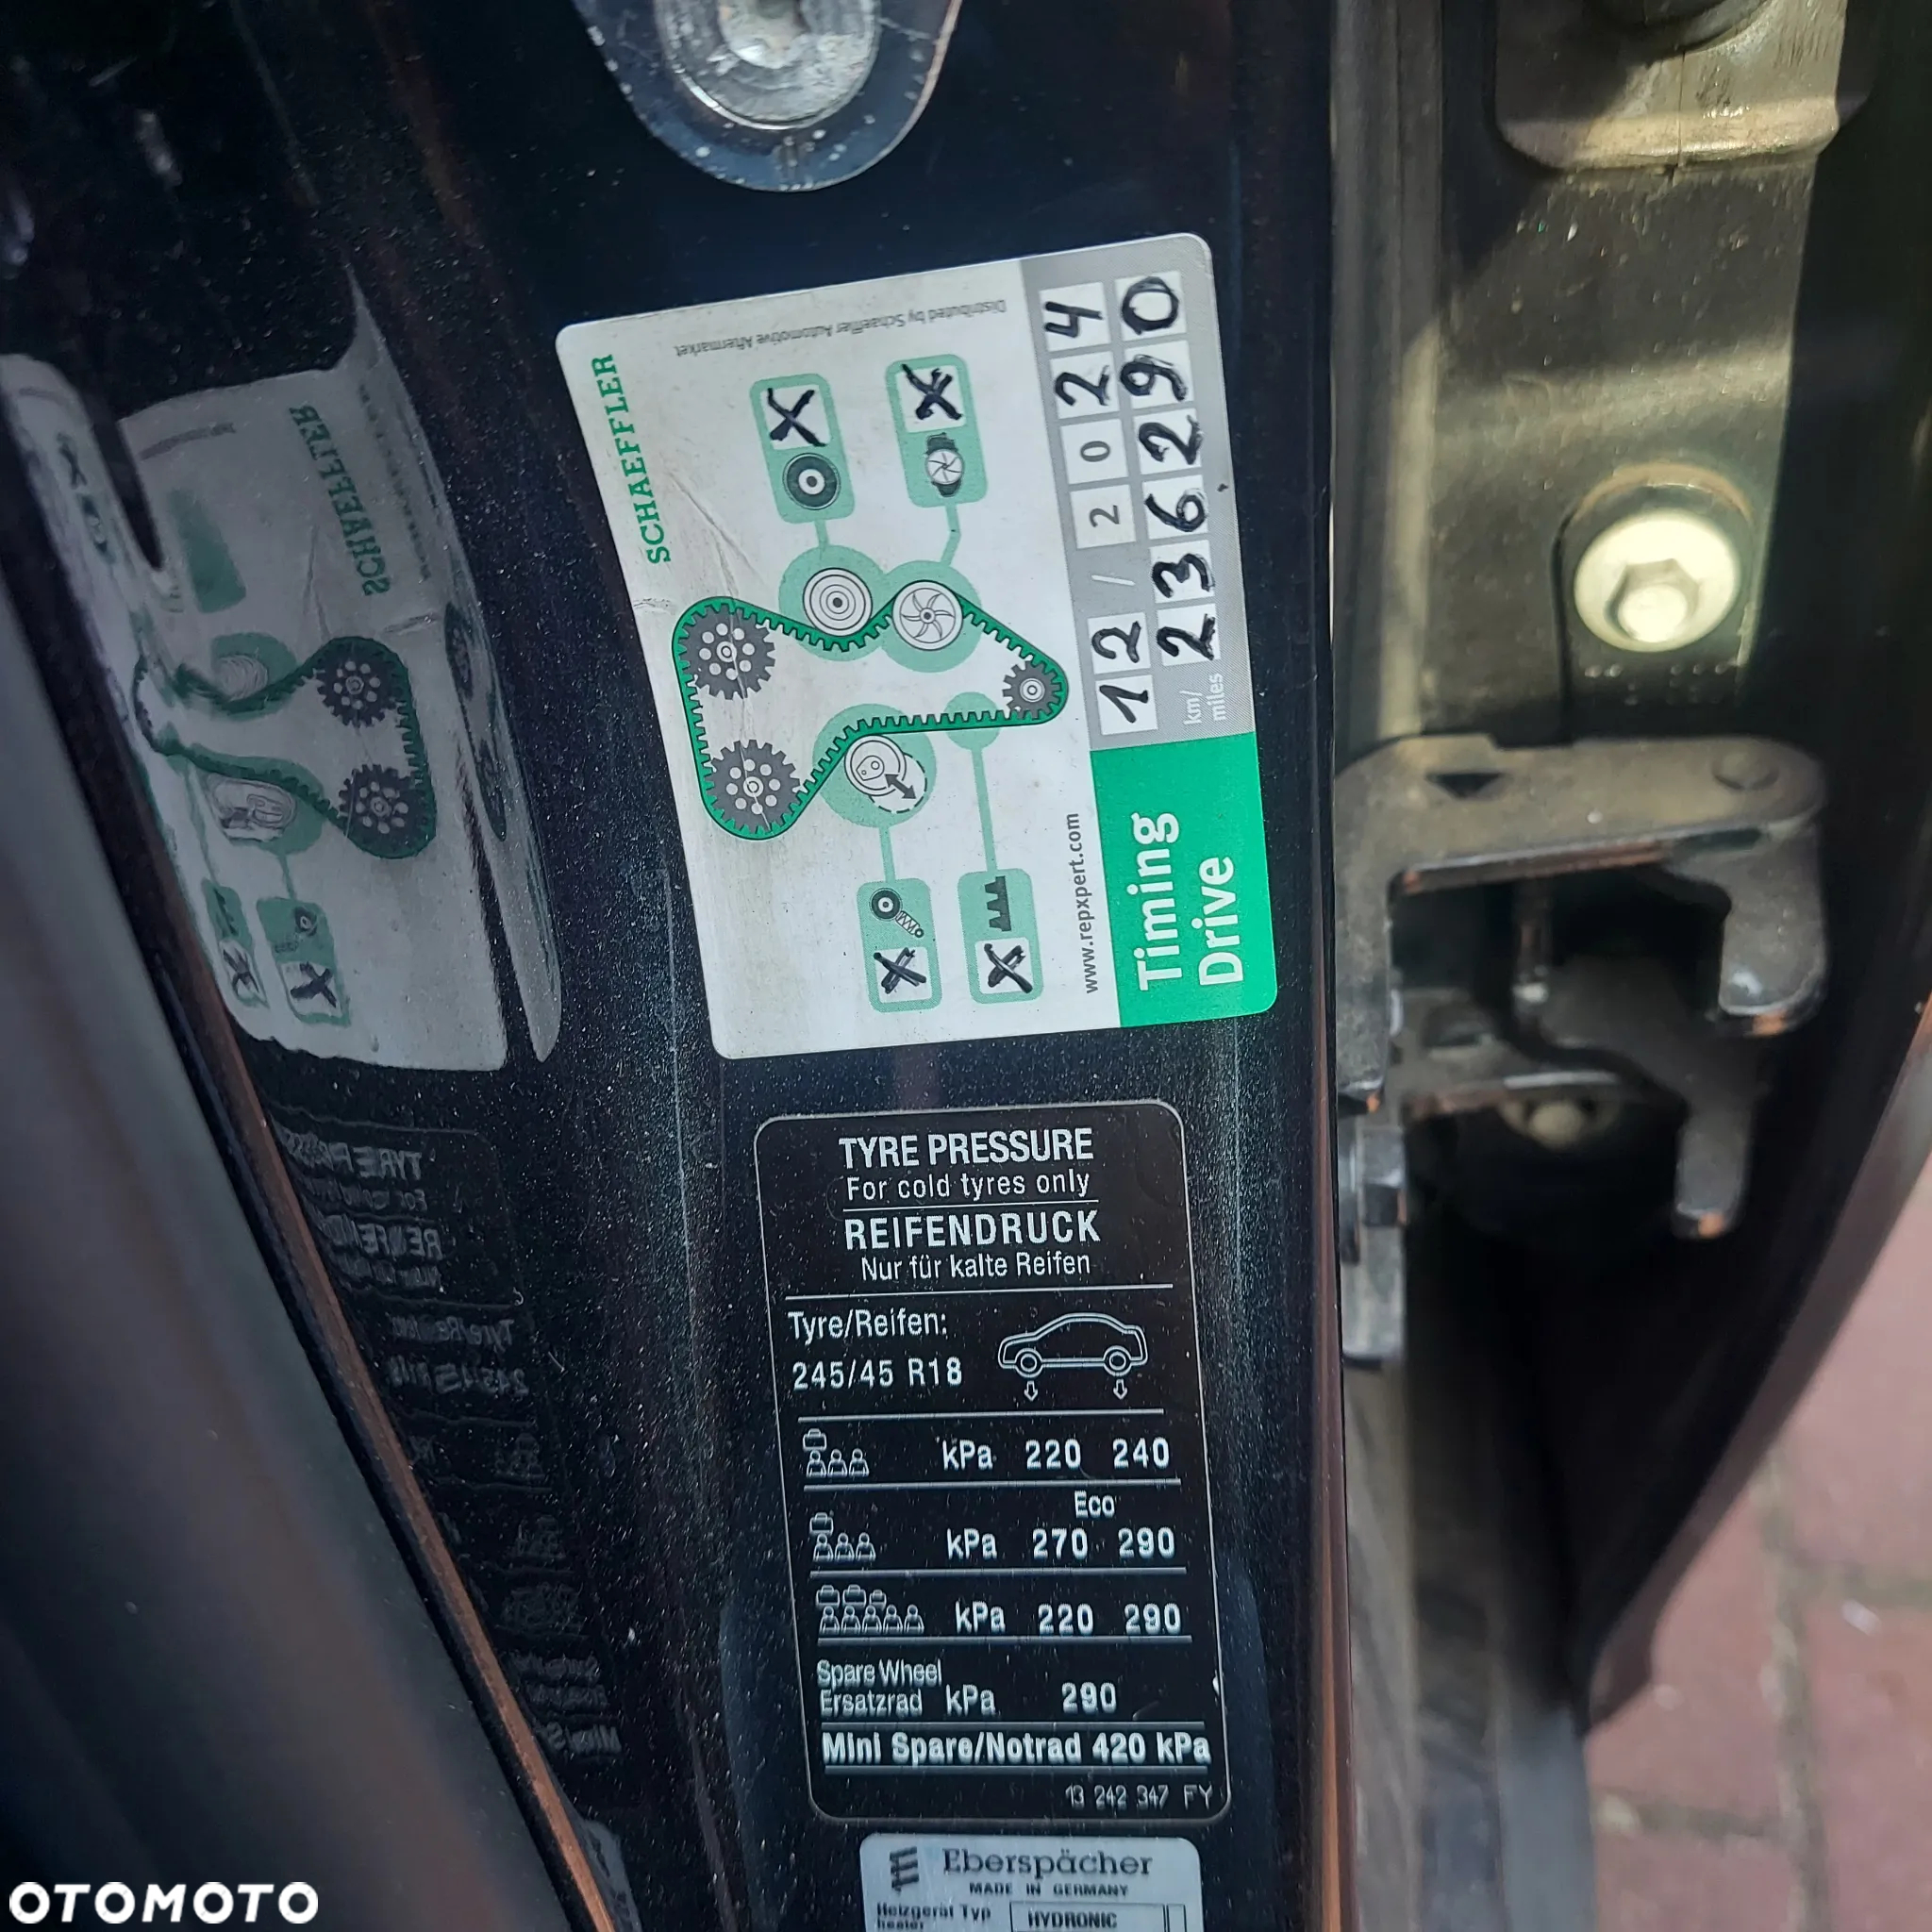 SCHAEFFLER
Distributed by Schaeffler Automotive Aftermarket
www.repxpert.com
Timing
Drive
12/2024
km/
miles
236290
TYRE PRESSURE
For cold tyres only
REIFENDRUCK
Nur für kalte Reifen
Tyre/Reifen:
245/45 R18
kPa 220 240
Eco
kPa 270 290
kPa 220 290
Spare Wheel
Ersatzrad kPa 290
Mini Spare/Notrad 420 kPa
13 242 347 FY
Eberspächer
MADE IN GERMANY
Heizgerät Typ
heater
HYDRONIC
OTOMOTO